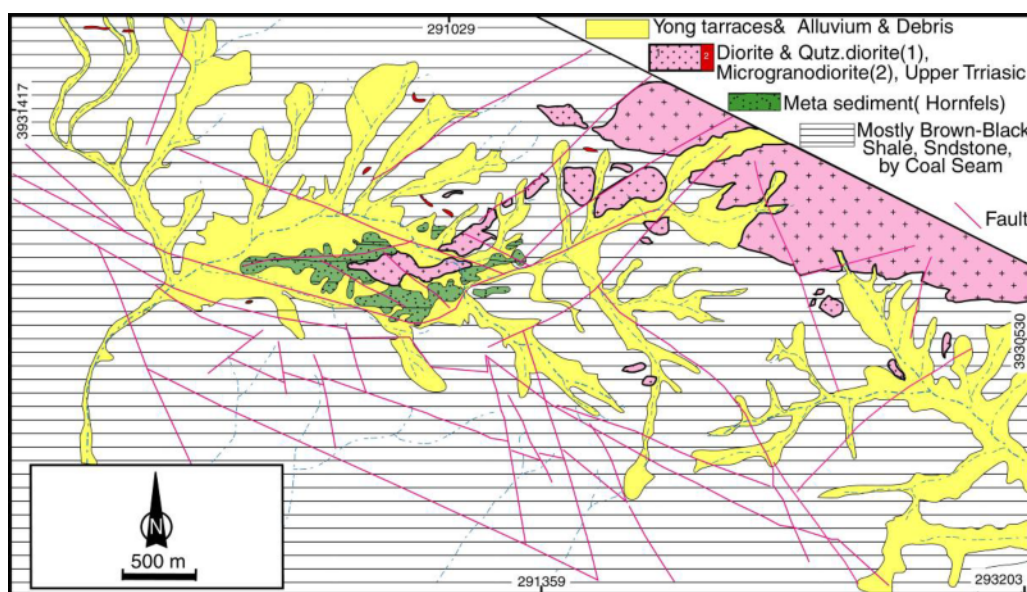 291029
3931417
Yong tarraces& Alluvium & Debris
1 2
Diorite & Qutz.diorite(1),
Microgranodiorite(2), Upper Trriasic
Meta sediment( Hornfels)
Mostly Brown-Black
Shale, Sndstone,
by Coal Seam
Fault
3930530
N
500 m
291359
293203